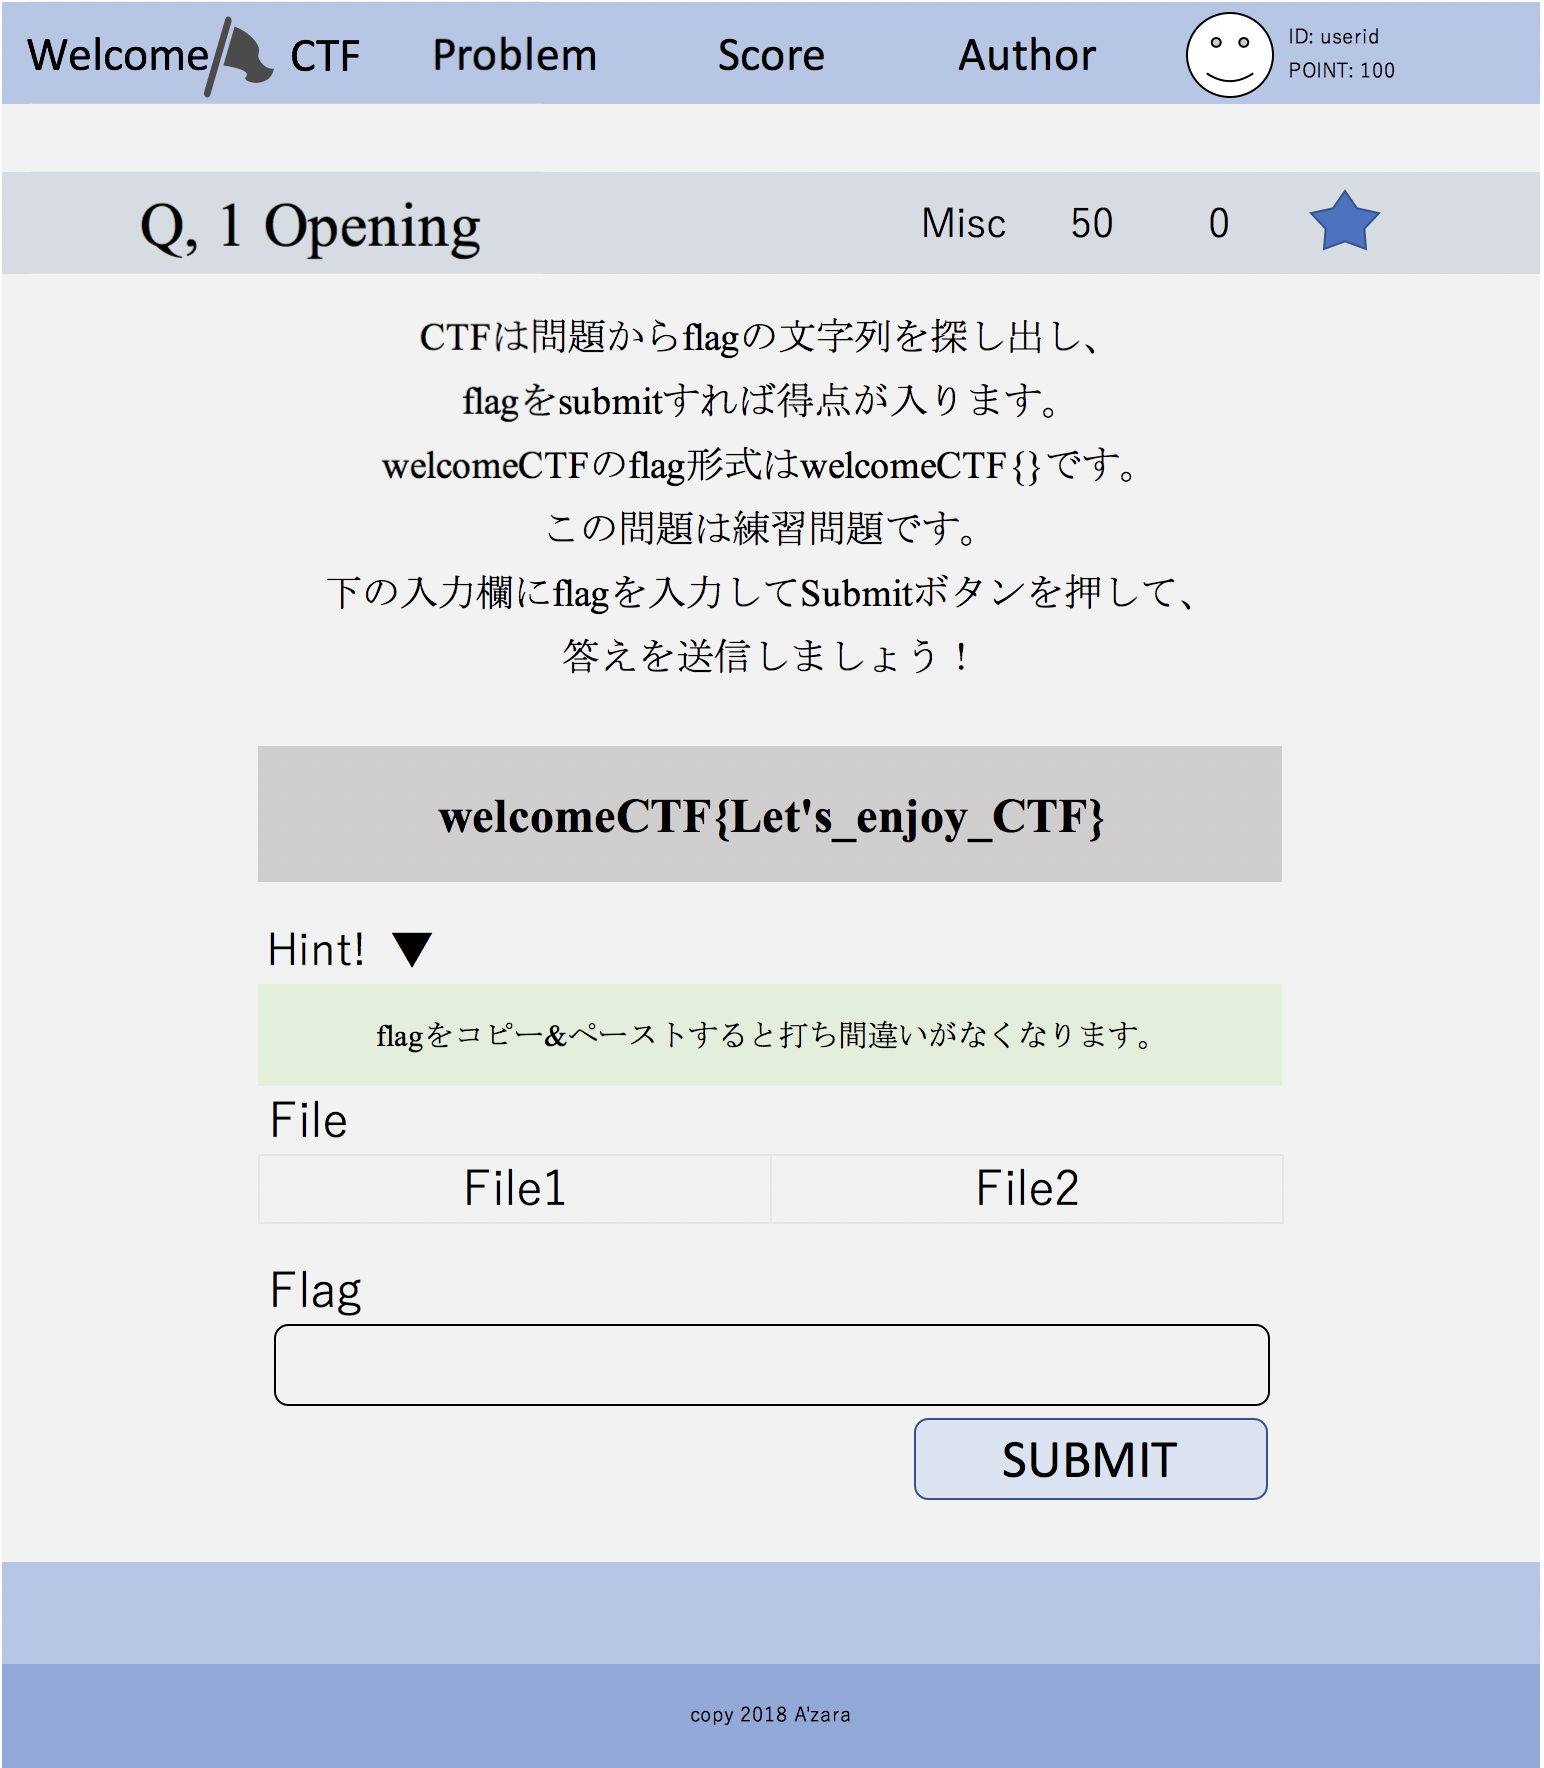 Welcome CTF Problem Score Author
ID: userid
POINT: 100
Q, 1 Opening Misc 50 0
CTFは問題からflagの文字列を探し出し、
flagをsubmitすれば得点が入ります。
welcomeCTFのflag形式はwelcomeCTF{}です。
この問題は練習問題です。
下の入力欄にflagを入力してSubmitボタンを押して、
答えを送信しましょう！
welcomeCTF{Let's_enjoy_CTF}
Hint! ▼
flagをコピー&ペーストすると打ち間違いがなくなります。
File
File1 File2
Flag
SUBMIT
copy 2018 A'zara